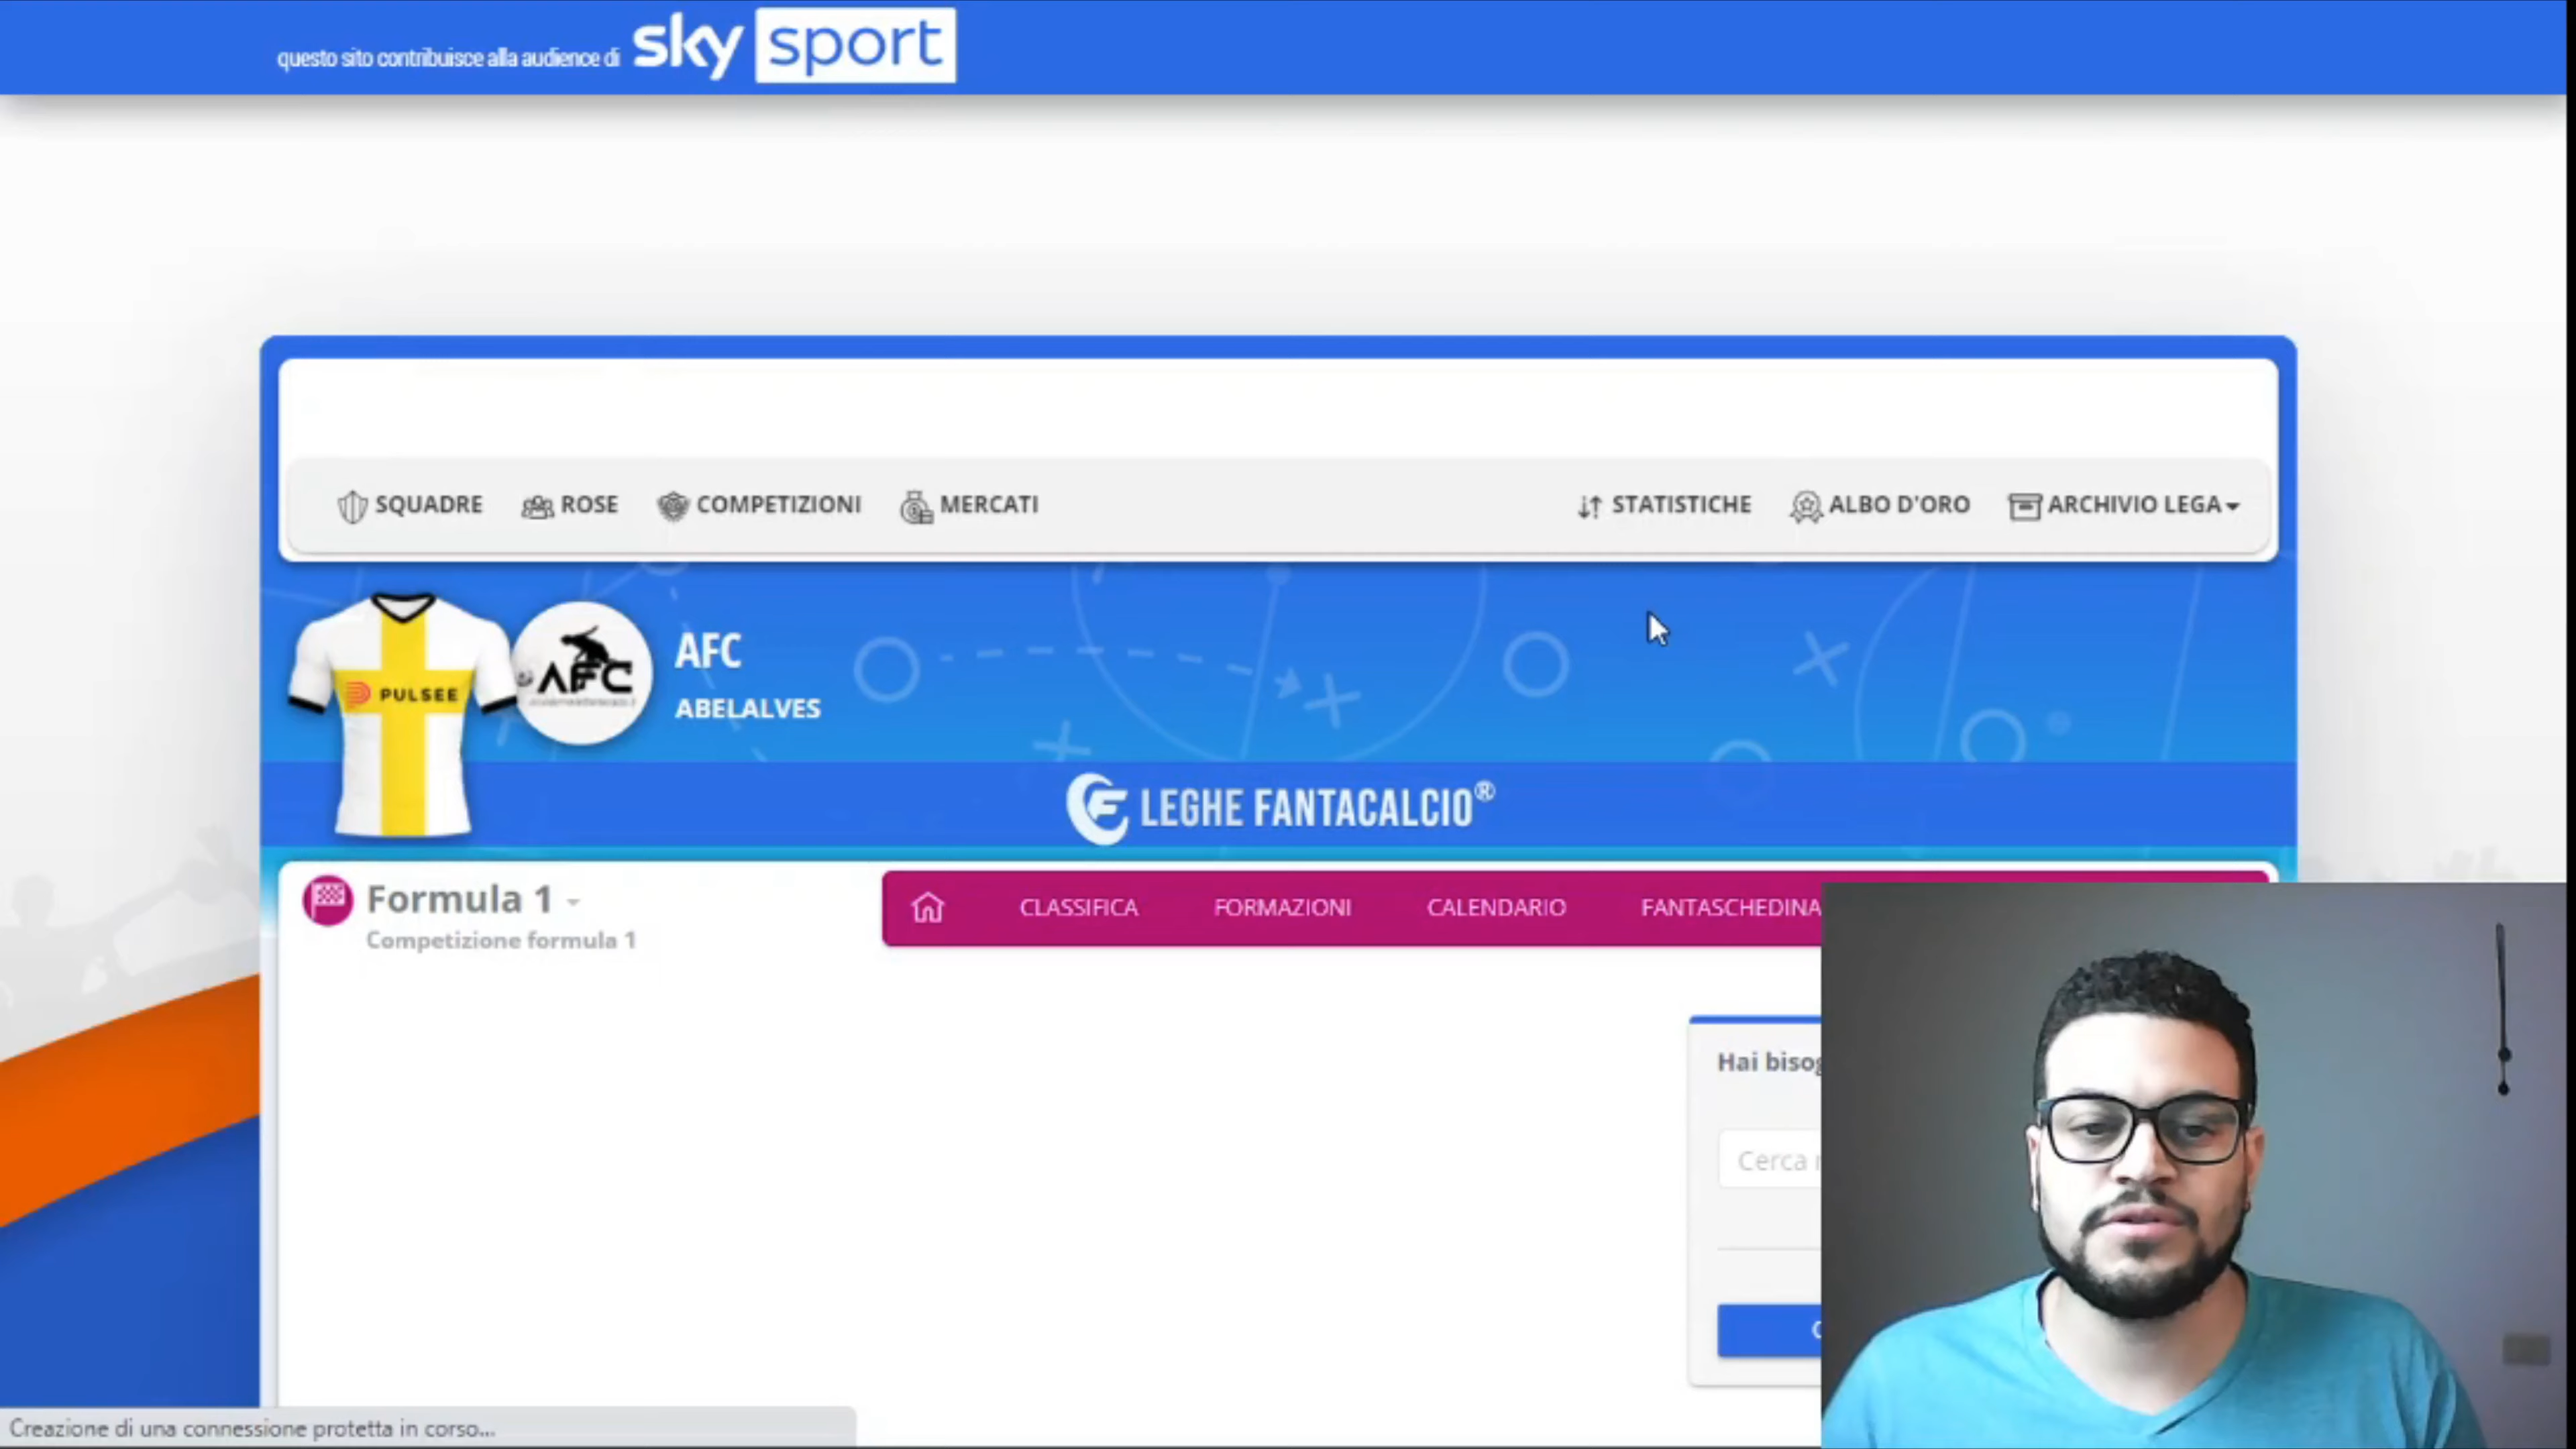 questo sito contribuisce alla audience di sky sport
SQUADRE ROSE COMPETIZIONI MERCATI STATISTICHE ALBO D'ORO ARCHIVIO LEGA
PULSEE
AFC
AFC
ABELALVES
LEGHE FANTACALCIO®
Formula 1
Competizione formula 1
CLASSIFICA FORMAZIONI CALENDARIO FANTASCHEDINA
Hai
Cerca
Creazione di una connessione protetta in corso...